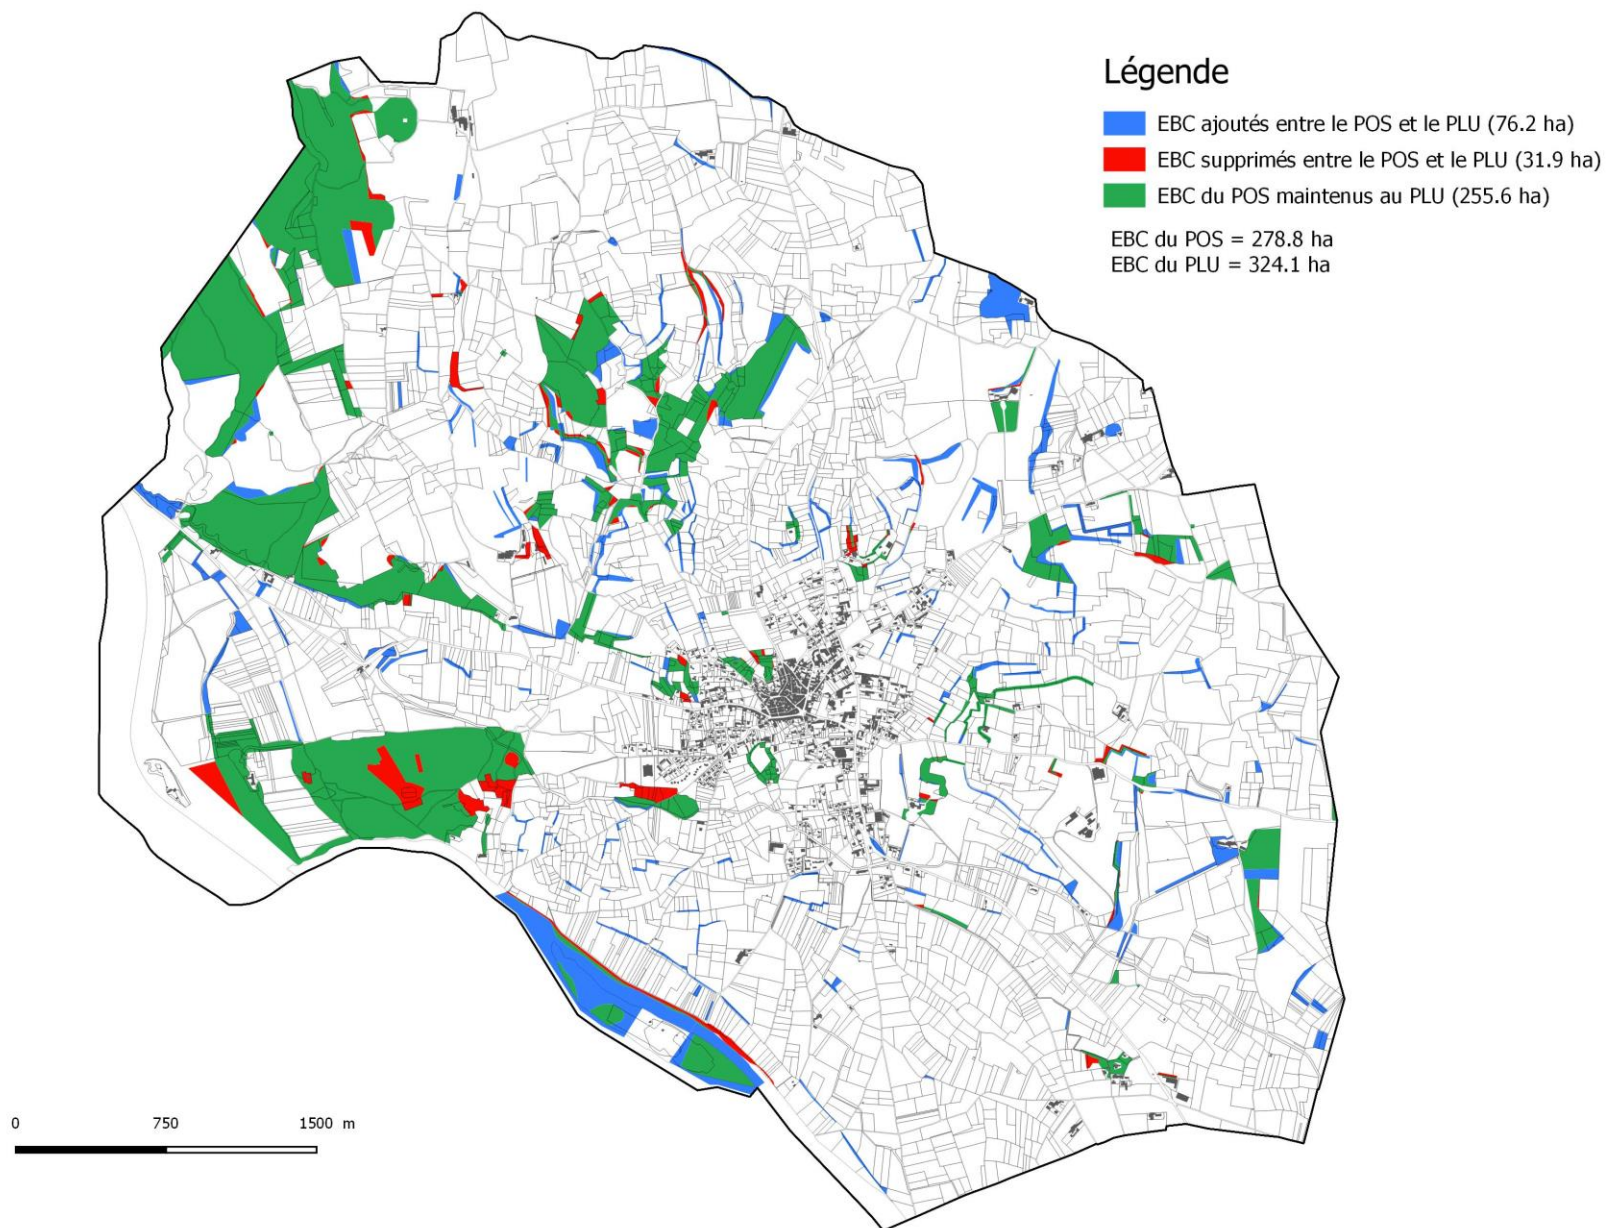 Légende
EBC ajoutés entre le POS et le PLU (76.2 ha)
EBC supprimés entre le POS et le PLU (31.9 ha)
EBC du POS maintenus au PLU (255.6 ha)
EBC du POS = 278.8 ha
EBC du PLU = 324.1 ha
0 750 1500 m